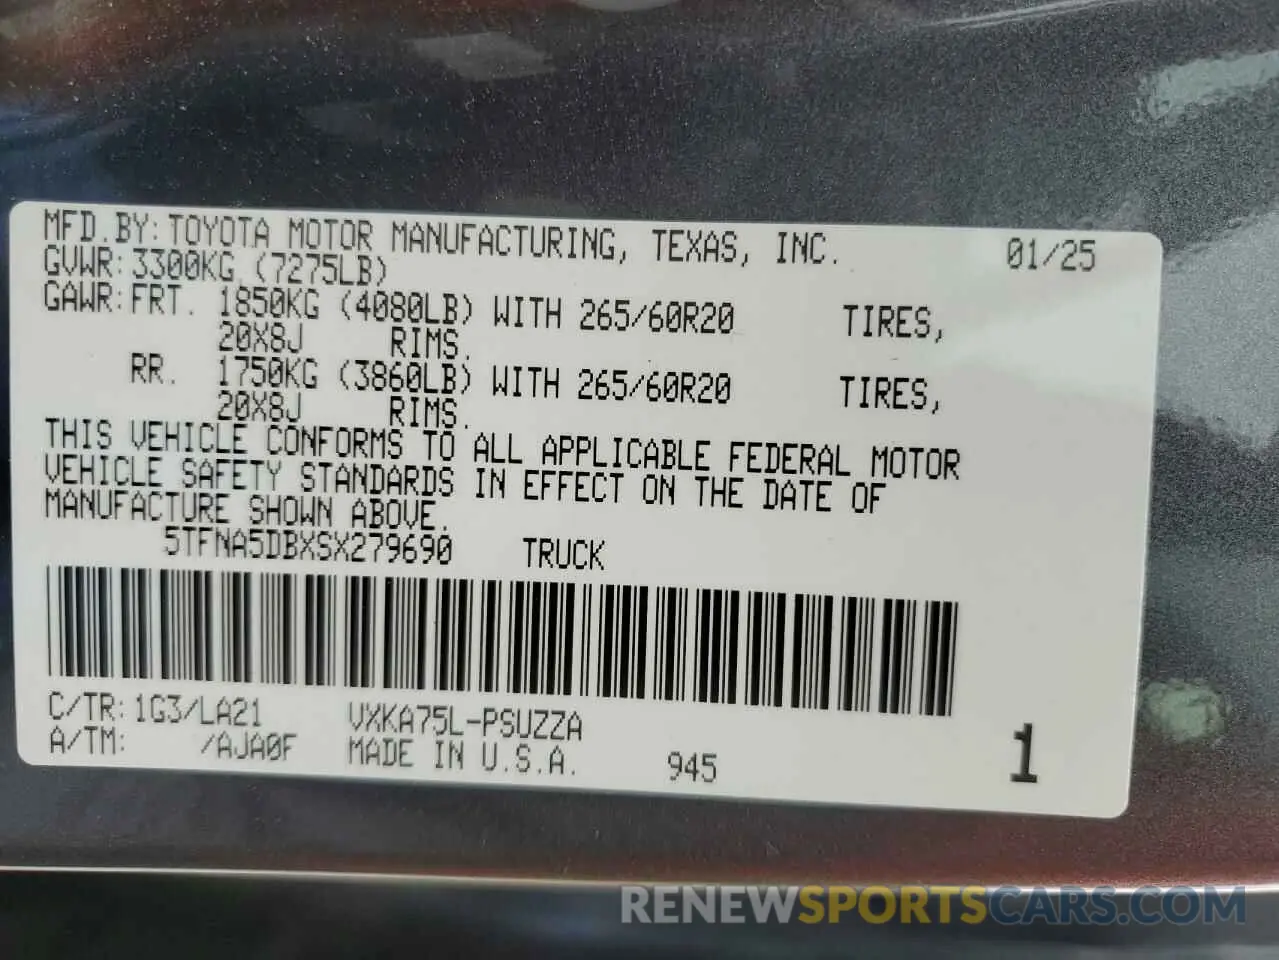 MFD.BY: TOYOTA MOTOR MANUFACTURING, TEXAS, INC. 01/25
GVWR: 3300KG (7275LB)
GAWR: FRT. 1850KG (4080LB) WITH 265/60R20 TIRES,
20X8J RIMS.
RR. 1750KG (3860LB) WITH 265/60R20 TIRES,
20X8J RIMS.
THIS VEHICLE CONFORMS TO ALL APPLICABLE FEDERAL MOTOR
VEHICLE SAFETY STANDARDS IN EFFECT ON THE DATE OF
MANUFACTURE SHOWN ABOVE.
5TFNA5DBXSX279690 TRUCK
C/TR: 1G3/LA21 VXKA75L-PSUZZA
A/TM: /AJA0F MADE IN U.S.A. 945 1
RENEWSPORTSCARS.COM